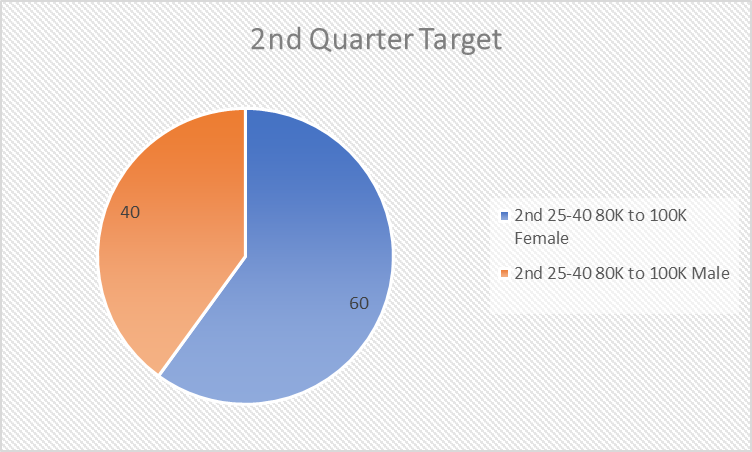 2nd Quarter Target
40
60
2nd 25-40 80K to 100K
Female
2nd 25-40 80K to 100K Male